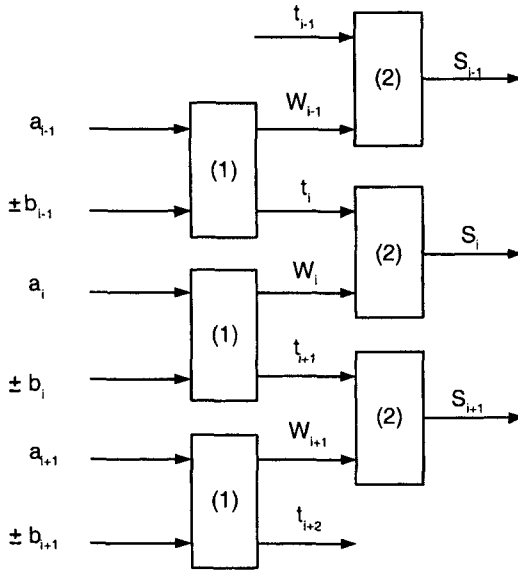 t_{i-1}
S_{i-1}
(2)
W_{i-1}
a_{i-1}
(1)
± b_{i-1}
t_i
S_i
(2)
W_i
a_i
(1)
t_{i+1}
± b_i
S_{i+1}
(2)
W_{i+1}
a_{i+1}
(1)
t_{i+2}
± b_{i+1}